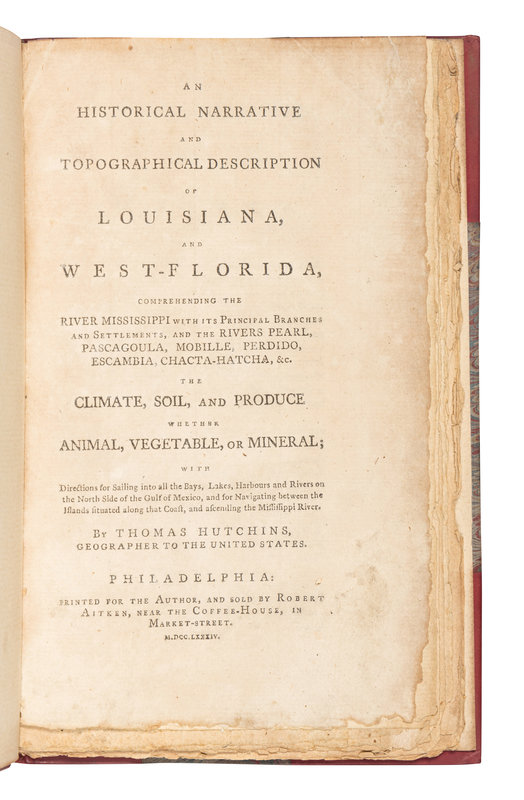 AN
HISTORICAL NARRATIVE
AND
TOPOGRAPHICAL DESCRIPTION
OF
LOUISIANA,
AND
WEST-FLORIDA,
COMPREHENDING THE
RIVER MISSISSIPPI WITH ITS PRINCIPAL BRANCHES
AND SETTLEMENTS, AND THE RIVERS PEARL,
PASCAGOULA, MOBILLE, PERDIDO,
ESCAMBIA, CHACTA-HATCHA, &c.
THE
CLIMATE, SOIL, AND PRODUCE
WHETHER
ANIMAL, VEGETABLE, OR MINERAL;
WITH
Directions for Sailing into all the Bays, Lakes, Harbours and Rivers on
the North Side of the Gulf of Mexico, and for Navigating between the
Iſlands ſituated along that Coaſt, and aſcending the Miſſiſſippi River.
BY THOMAS HUTCHINS,
GEOGRAPHER TO THE UNITED STATES.
PHILADELPHIA:
PRINTED FOR THE AUTHOR, AND SOLD BY ROBERT
AITKEN, NEAR THE COFFEE-HOUSE, IN
MARKET-STREET.
M.DCC.LXXXIV.